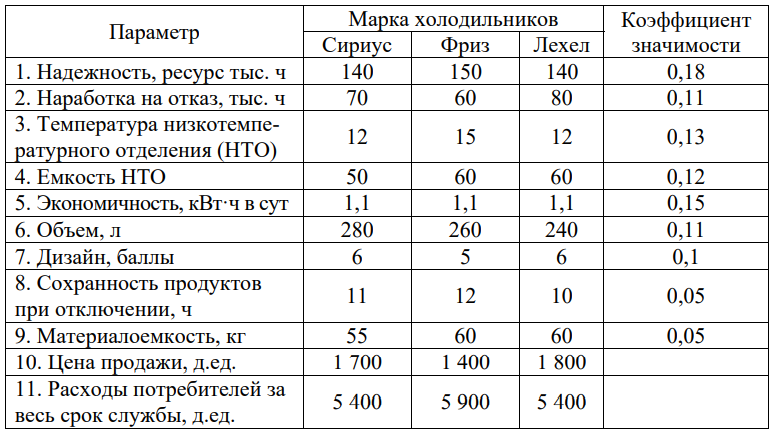 Параметр Марка холодильников Коэффициент значимости
Сириус Фриз Лехел
1. Надежность, ресурс тыс. ч 140 150 140 0,18
2. Наработка на отказ, тыс. ч 70 60 80 0,11
3. Температура низкотемпе-
ратурного отделения (НТО) 12 15 12 0,13
4. Емкость НТО 50 60 60 0,12
5. Экономичность, кВт·ч в сут 1,1 1,1 1,1 0,15
6. Объем, л 280 260 240 0,11
7. Дизайн, баллы 6 5 6 0,1
8. Сохранность продуктов
при отключении, ч 11 12 10 0,05
9. Материалоемкость, кг 55 60 60 0,05
10. Цена продажи, д.ед. 1 700 1 400 1 800
11. Расходы потребителей за
весь срок службы, д.ед. 5 400 5 900 5 400